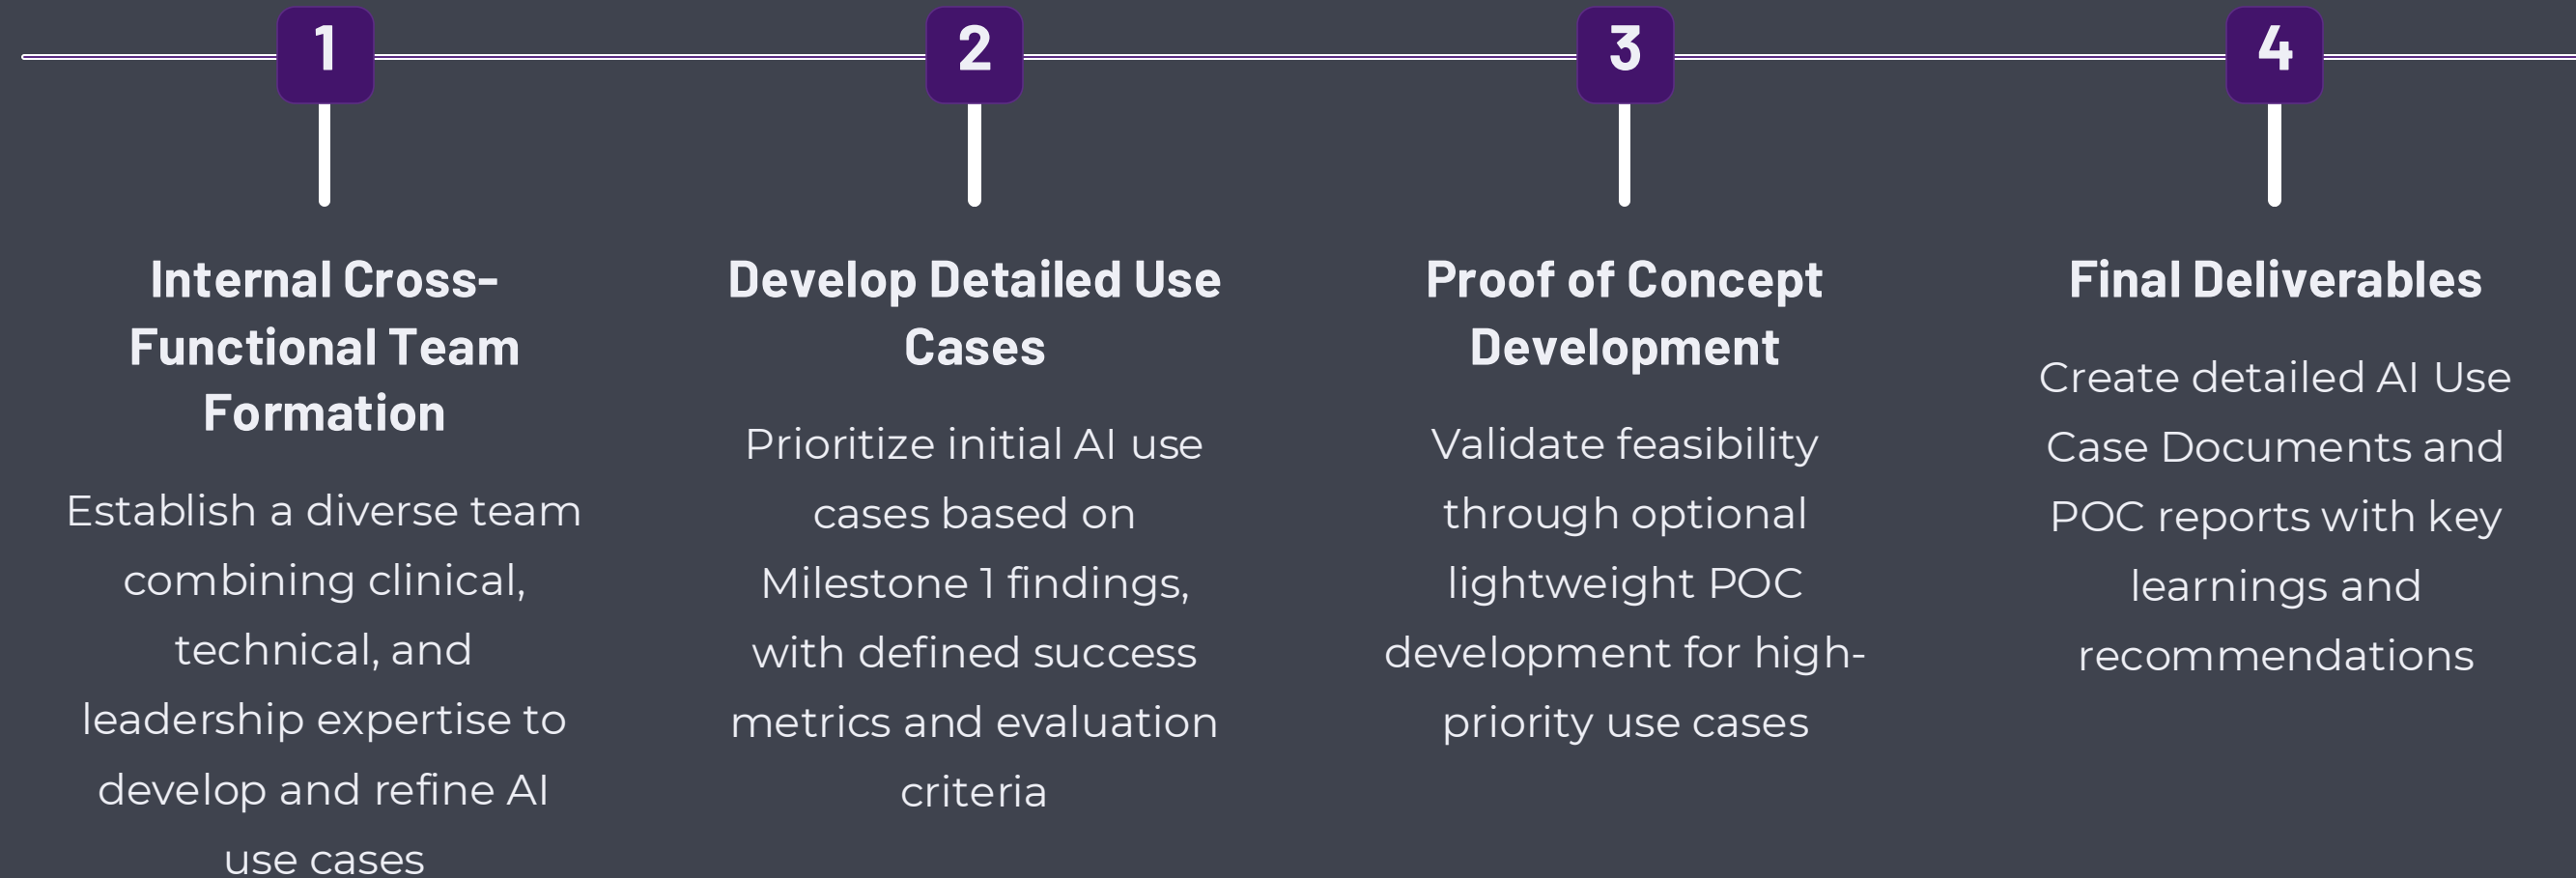 1
Internal Cross-
Functional Team
Formation
Establish a diverse team
combining clinical,
technical, and
leadership expertise to
develop and refine AI
use cases
2
Develop Detailed Use
Cases
Prioritize initial AI use
cases based on
Milestone 1 findings,
with defined success
metrics and evaluation
criteria
3
Proof of Concept
Development
Validate feasibility
through optional
lightweight POC
development for high-
priority use cases
4
Final Deliverables
Create detailed AI Use
Case Documents and
POC reports with key
learnings and
recommendations